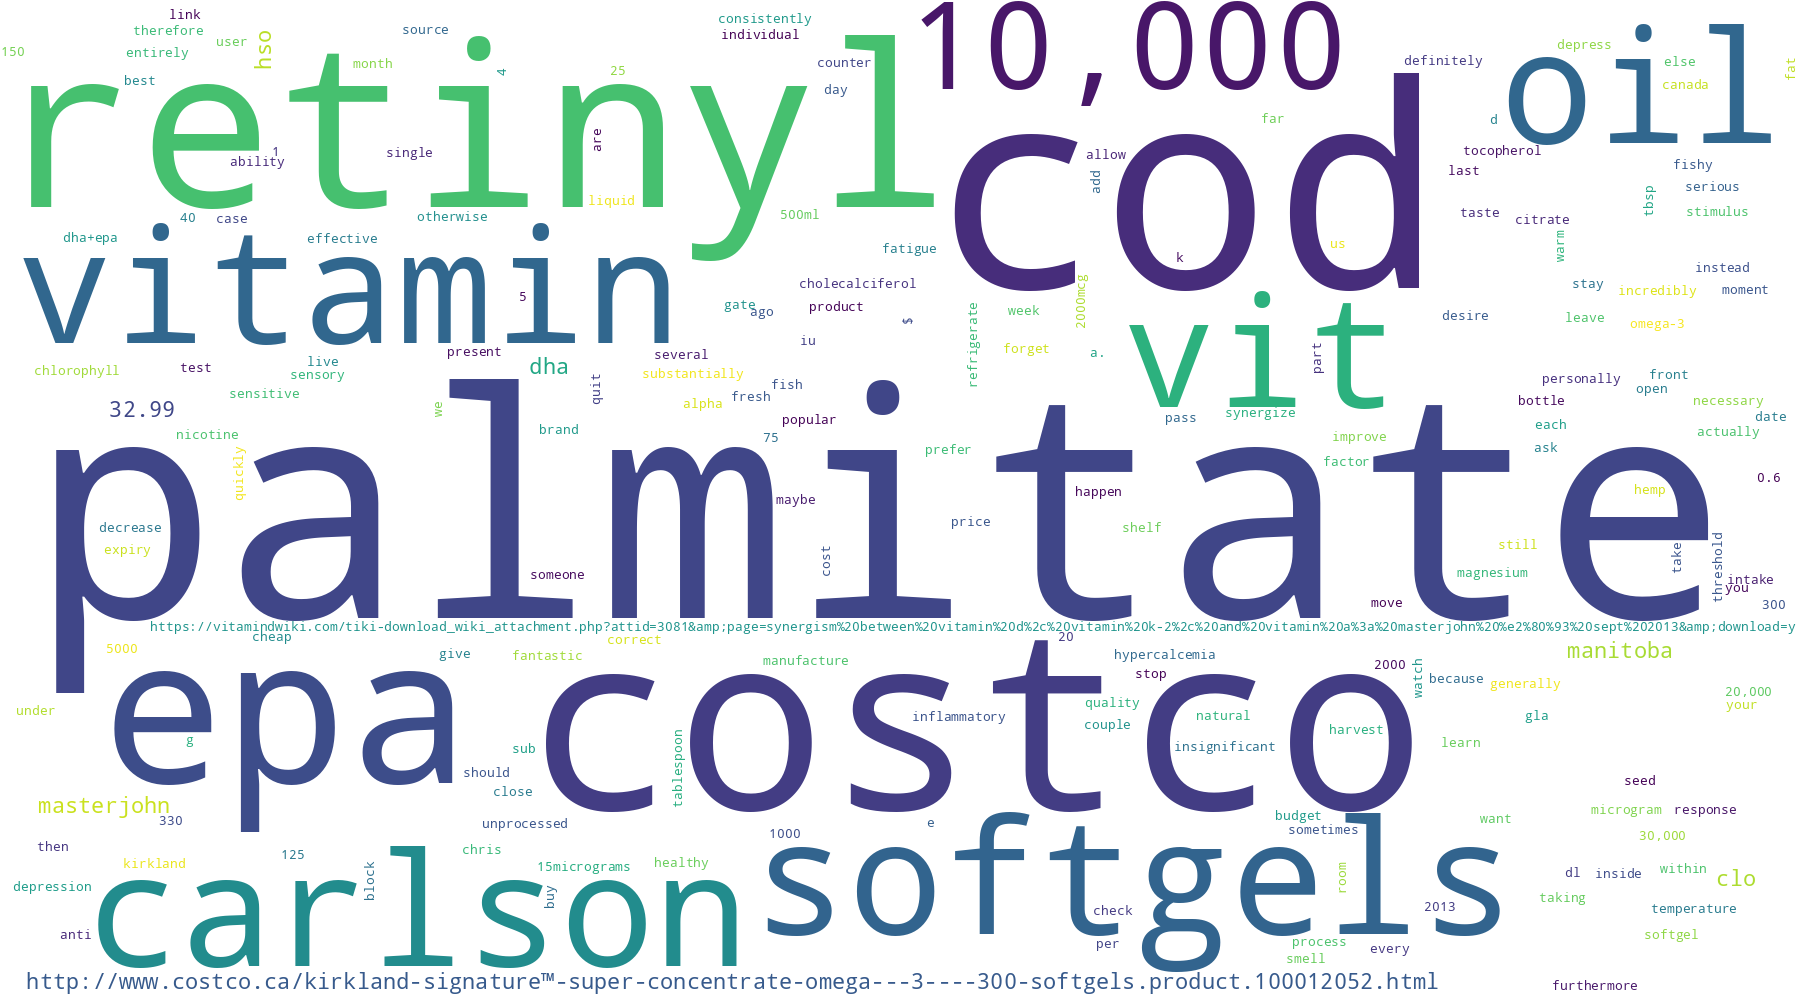 link
consistently
10,000
oil
therefore
user
hso
source
individual
depress
150
entirely
retinyl
month
4
25
counter
definitely
else
fat
best
day
cod
canada
far
d
1
ability
single
are
allow
tocopherol
last
fishy
add
serious
tbsp
liquid
40
case
otherwise
500ml
taste
citrate
stimulus
dha+epa
effective
fatigue
us
warm
vitamin
k
instead
cholecalciferol
2000mcg
stay
incredibly
moment
5
gate
ago
product
$
week
vit
desire
leave
omega-3
refrigerate
iu
forget
a.
part
chlorophyll
test
live
sensory
present
dha
several
substantially
personally
front
open
sensitive
quit
fish
fresh
alpha
bottle
necessary
32.99
we
popular
pass
synergize
each
date
nicotine
brand
75
improve
actually
quickly
palmitate
prefer
factor
ask
maybe
happen
0.6
hemp
decrease
price
shelf
expiry
cost
still
take
threshold
someone
magnesium
intake
you
move
300
https://vitamindwiki.com/tiki-download_wiki_attachment.php?attid=3081&amp;page=synergism%20between%20vitamin%20d%2c%20vitamin%20k-2%2c%20and%20vitamin%20a%3a%20masterjohn%20%e2%80%93%20sept%202013&amp;download=y
cheap
correct
20
5000
give
fantastic
manufacture
hypercalcemia
manitoba
epa
costco
stop
2000
watch
because
generally
20,000
your
under
quality
inflammatory
couple
natural
gla
g
sub
tablespoon
insignificant
harvest
learn
should
close
seed
masterjohn
330
unprocessed
1000
e
budget
sometimes
want
microgram
response
30,000
then
kirkland
125
chris
softgels
block
15micrograms
healthy
room
dl
inside
within
clo
depression
carlson
buy
taking
check
2013
temperature
anti
per
process
every
softgel
smell
http://www.costco.ca/kirkland-signature™-super-concentrate-omega---3----300-softgels.product.100012052.html
furthermore